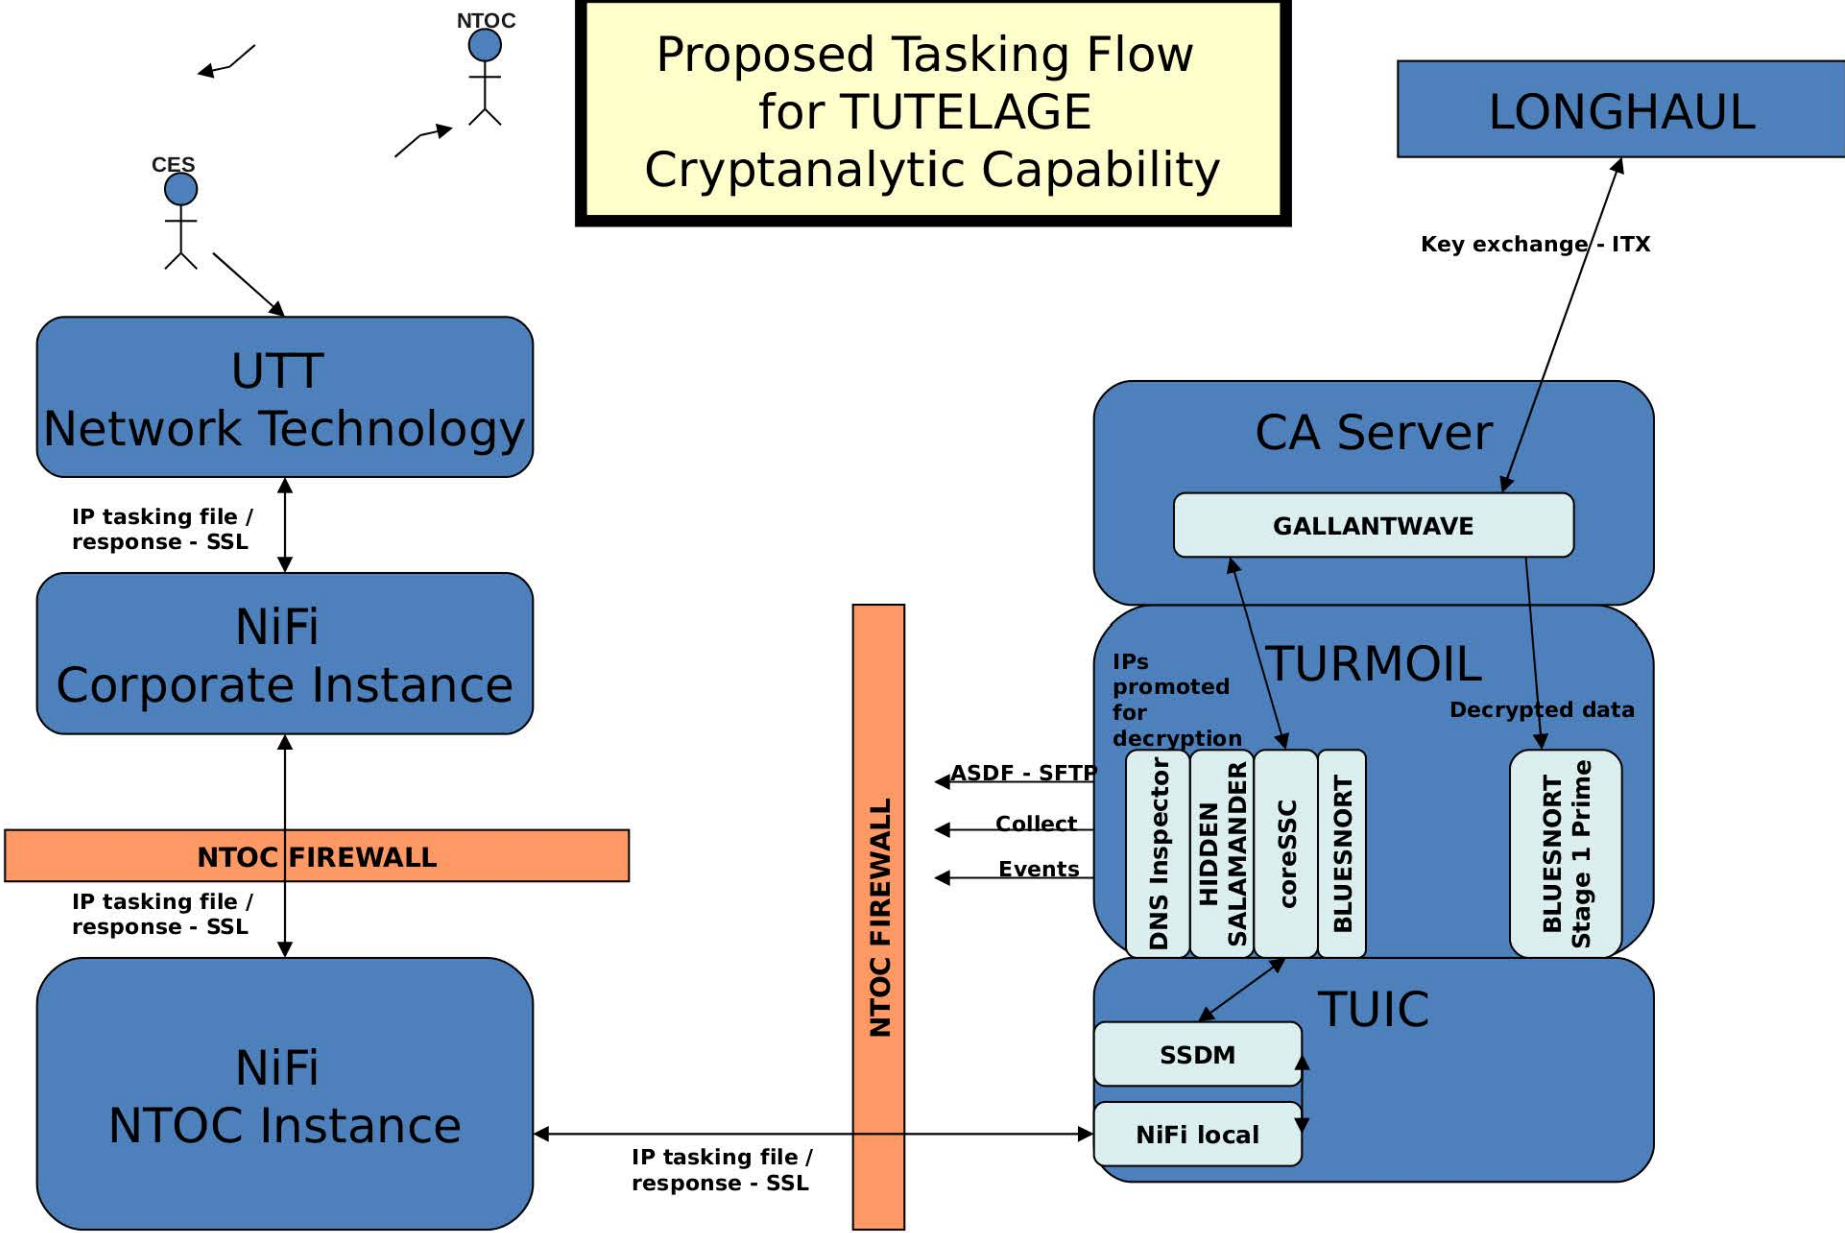 NTOC
Proposed Tasking Flow
for TUTELAGE
Cryptanalytic Capability
LONGHAUL
CES
Key exchange - ITX
UTT
Network Technology
CA Server
GALLANTWAVE
IP tasking file /
response - SSL
NiFi
Corporate Instance
TURMOIL
IPs
promoted
for
decryption
Decrypted data
ASDF - SFTP
Collect
Events
DNS Inspector
HIDDEN
SALAMANDER
coreSSC
BLUESNORT
BLUESNORT
Stage 1 Prime
NTOC FIREWALL
NTOC FIREWALL
IP tasking file /
response - SSL
NiFi
NTOC Instance
TUIC
SSDM
NiFi local
IP tasking file /
response - SSL